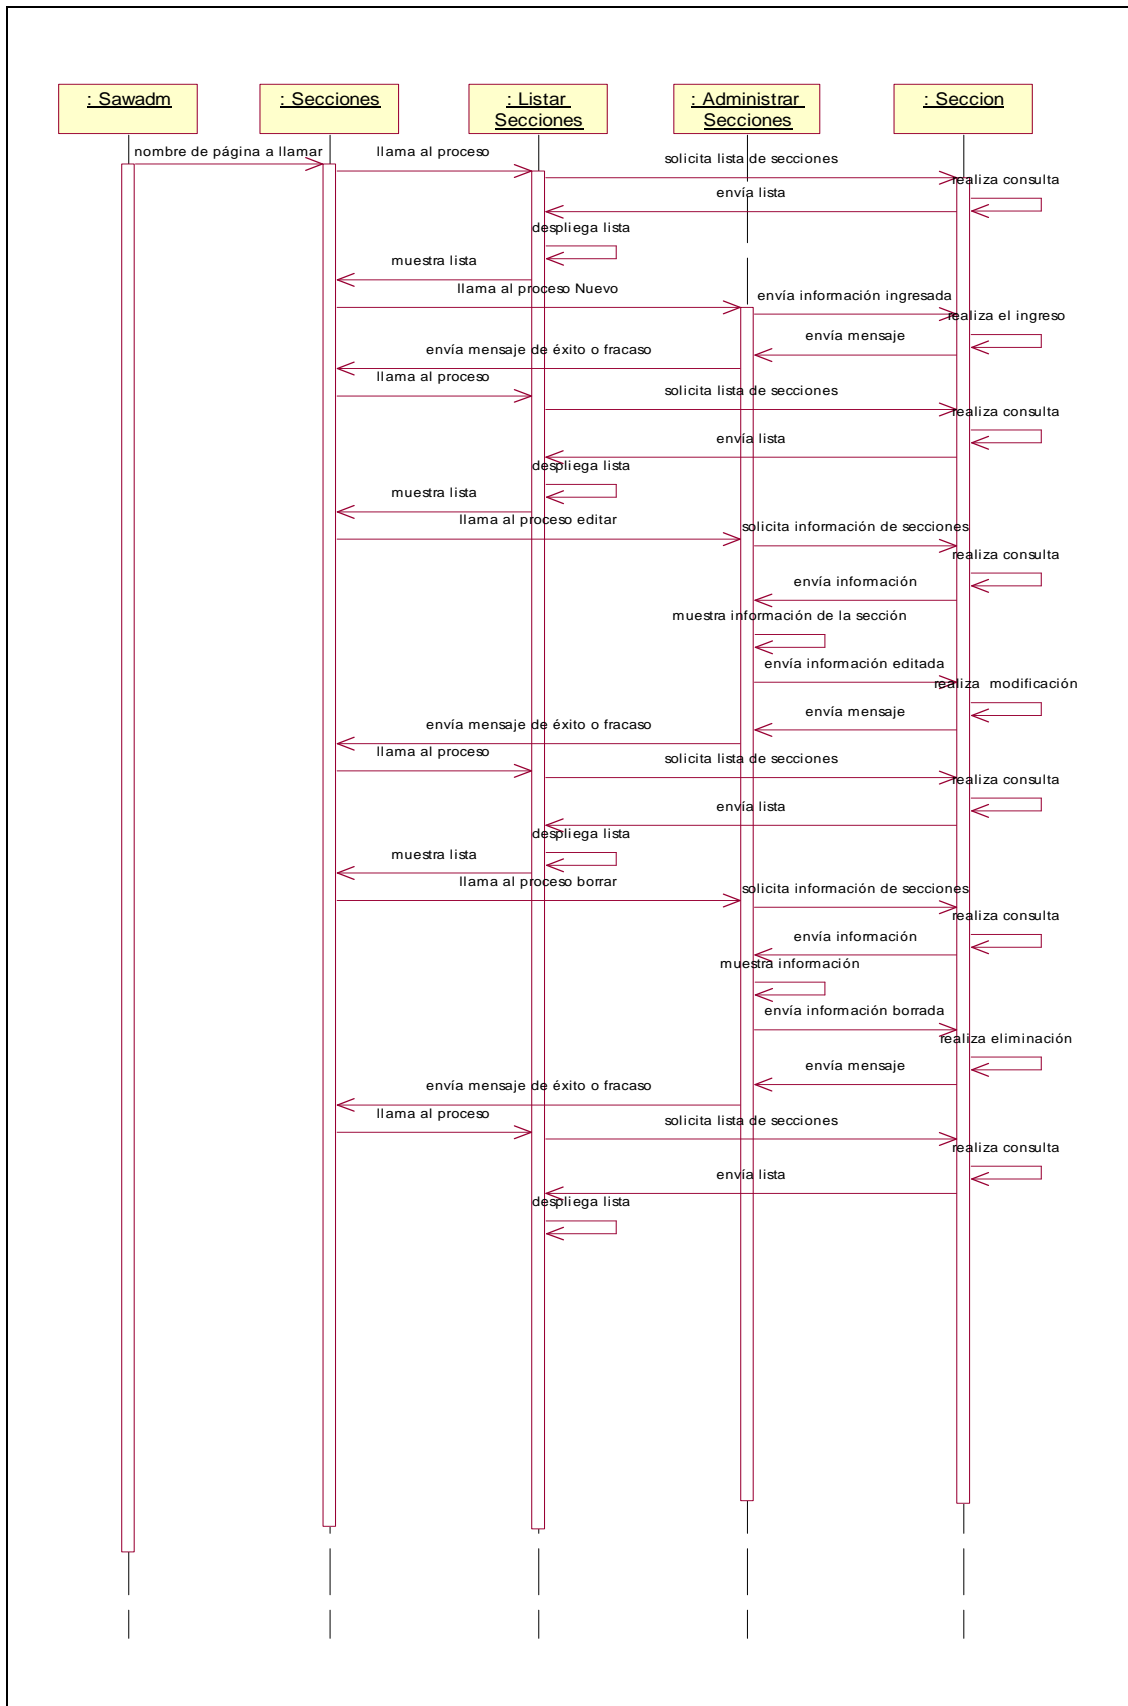 : Sawadm
: Secciones
: Listar
Secciones
: Administrar
Secciones
: Seccion
nombre de página a llamar
llama al proceso
solicita lista de secciones
realiza consulta
envía lista
despliega lista
muestra lista
llama al proceso Nuevo
envía información ingresada
realiza el ingreso
envía mensaje
envía mensaje de éxito o fracaso
llama al proceso
solicita lista de secciones
realiza consulta
envía lista
despliega lista
muestra lista
llama al proceso editar
solicita información de secciones
realiza consulta
envía información
muestra información de la sección
envía información editada
realiza  modificación
envía mensaje
envía mensaje de éxito o fracaso
llama al proceso
solicita lista de secciones
realiza consulta
envía lista
despliega lista
muestra lista
llama al proceso borrar
solicita información de secciones
realiza consulta
envía información
muestra información
envía información borrada
realiza eliminación
envía mensaje
envía mensaje de éxito o fracaso
llama al proceso
solicita lista de secciones
realiza consulta
envía lista
despliega lista